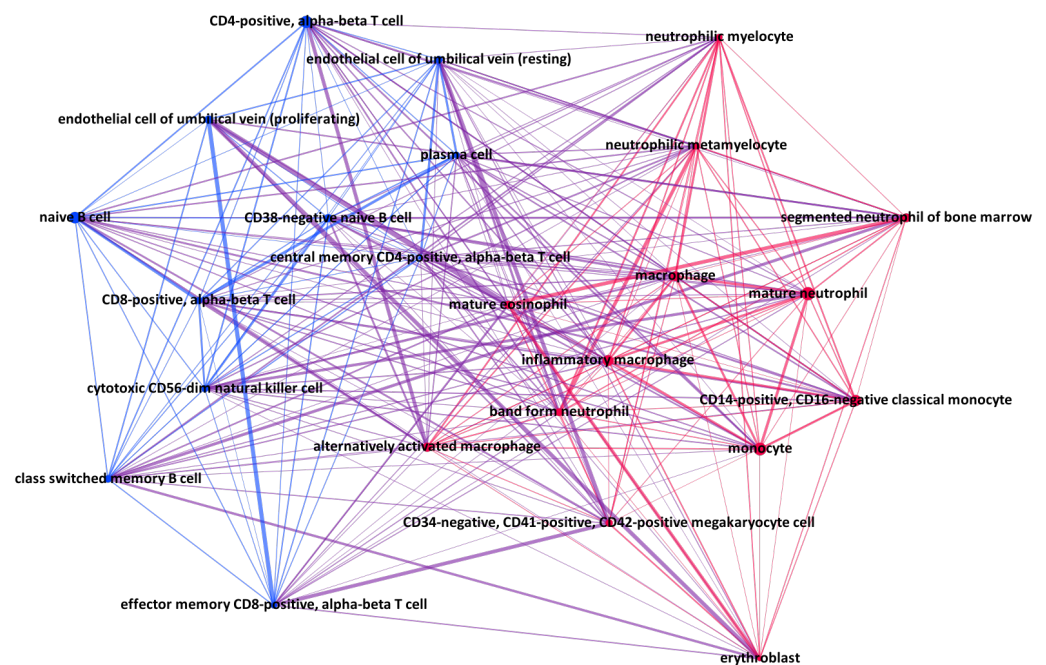 CD4-positive, alpha-beta T cell
neutrophilic myelocyte
endothelial cell of umbilical vein (resting)
endothelial cell of umbilical vein (proliferating)
neutrophilic metamyelocyte
plasma cell
naive B cell
CD38-negative naive B cell
segmented neutrophil of bone marrow
central memory CD4-positive, alpha-beta T cell
macrophage
mature neutrophil
CD8-positive, alpha-beta T cell
mature eosinophil
inflammatory macrophage
cytotoxic CD56-dim natural killer cell
CD14-positive, CD16-negative classical monocyte
band form neutrophil
alternatively activated macrophage
monocyte
class switched memory B cell
CD34-negative, CD41-positive, CD42-positive megakaryocyte cell
effector memory CD8-positive, alpha-beta T cell
erythroblast